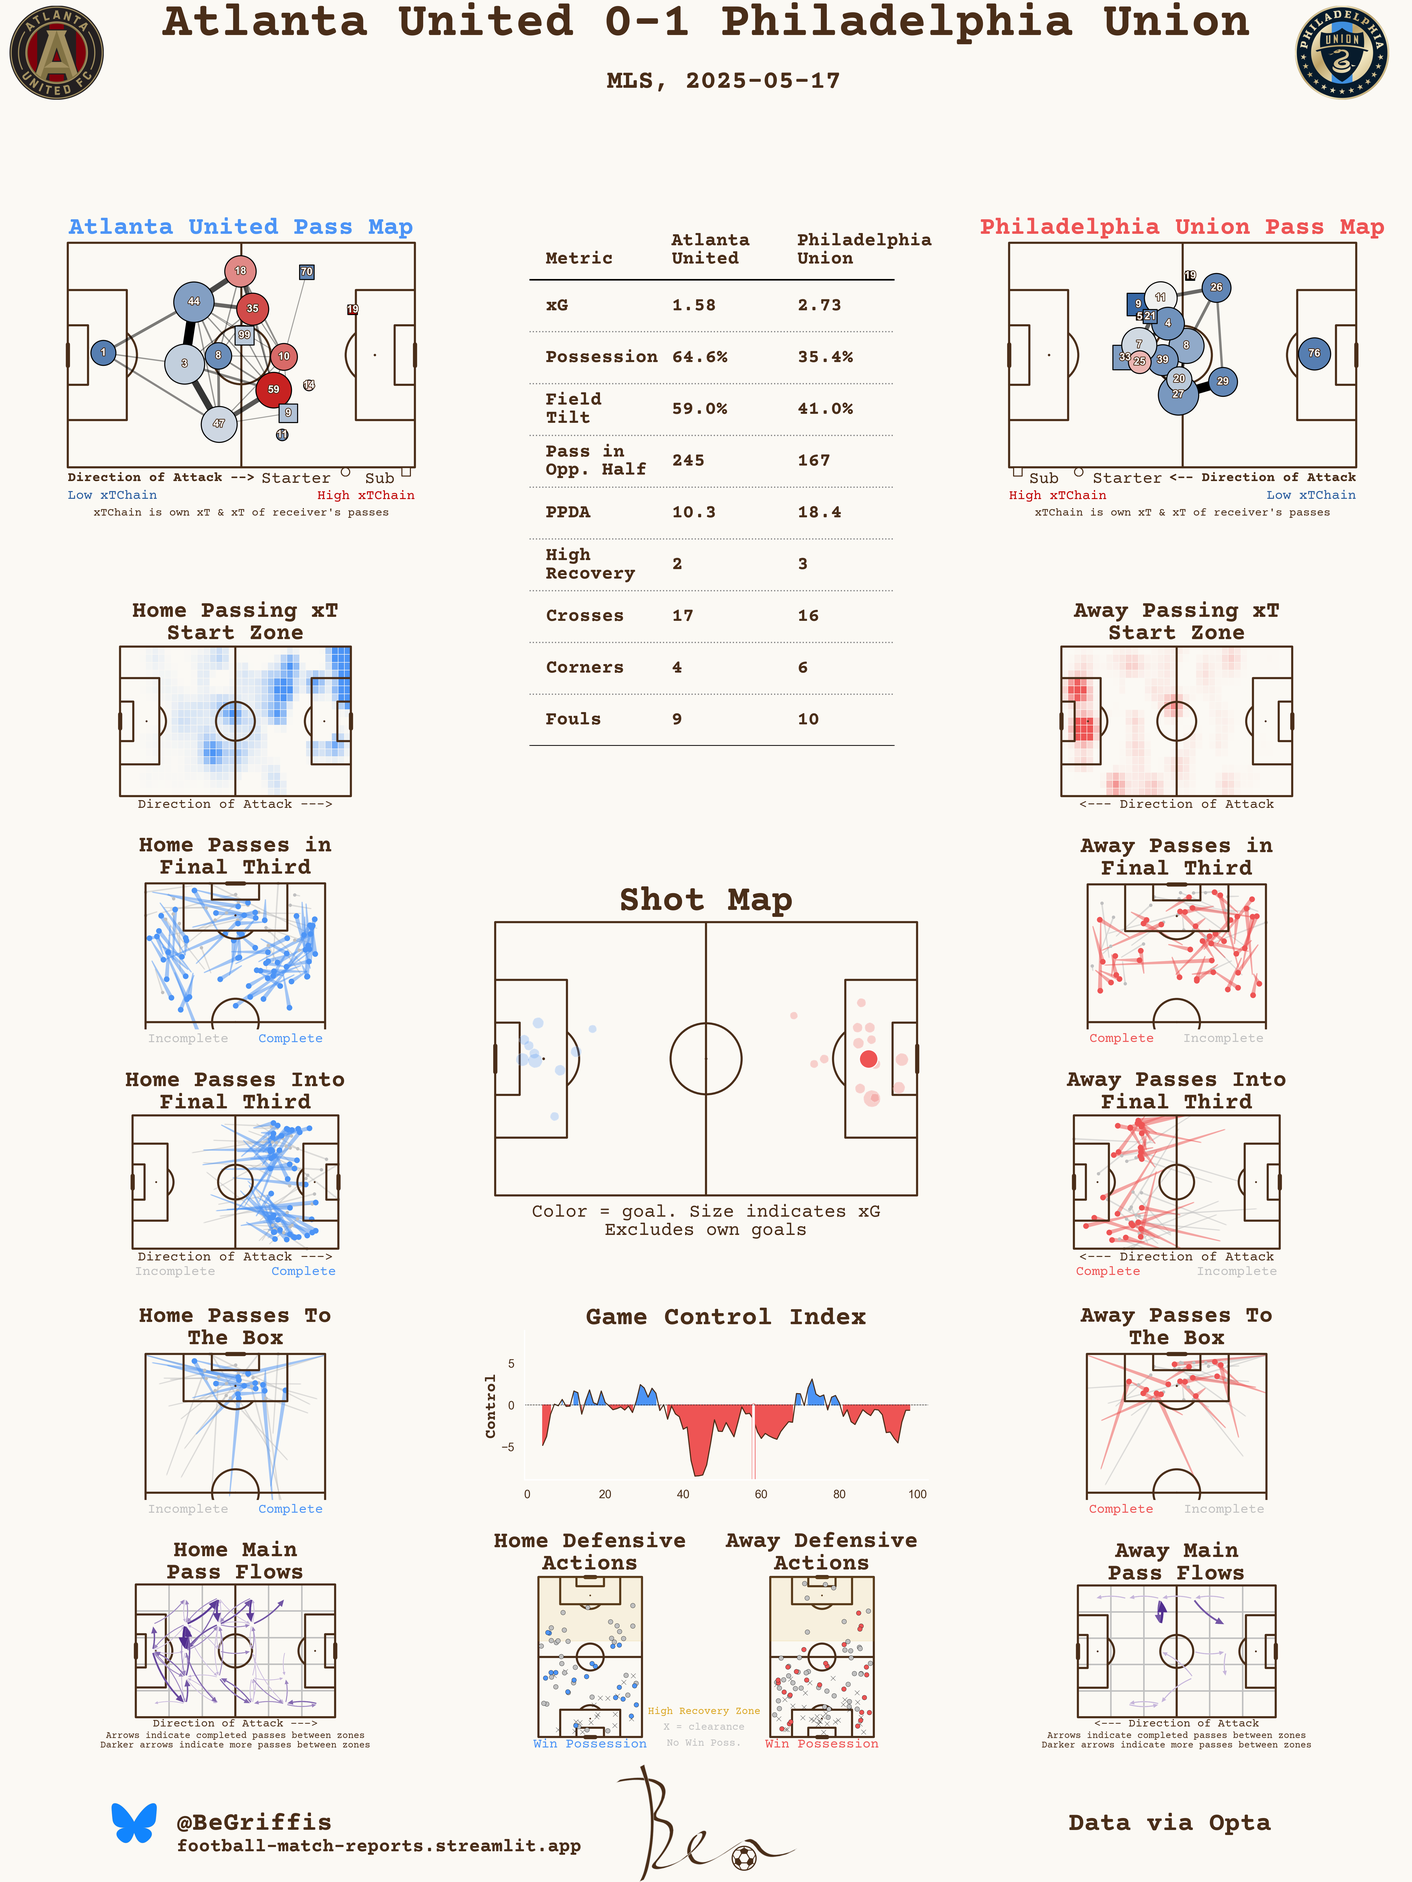 Atlanta United 0-1 Philadelphia Union
MLS, 2025-05-17
ATLANTA
UNITED FC
PHILADELPHIA
UNION
Atlanta United Pass Map
18
70
44
35
19
99
1
3
8
10
59
14
47
9
11
Direction of Attack --> Starter Sub
Low xTChain High xTChain
xTChain is own xT & xT of receiver's passes
Metric Atlanta United Philadelphia Union
xG 1.58 2.73
Possession 64.6% 35.4%
Field Tilt 59.0% 41.0%
Pass in Opp. Half 245 167
PPDA 10.3 18.4
High Recovery 2 3
Crosses 17 16
Corners 4 6
Fouls 9 10
Philadelphia Union Pass Map
19
26
9
11
5
21
4
7
8
33
25
39
76
20
29
27
Sub Starter <-- Direction of Attack
High xTChain Low xTChain
xTChain is own xT & xT of receiver's passes
Home Passing xT
Start Zone
Direction of Attack --->
Away Passing xT
Start Zone
<--- Direction of Attack
Home Passes in
Final Third
Incomplete Complete
Away Passes in
Final Third
Complete Incomplete
Shot Map
Color = goal. Size indicates xG
Excludes own goals
Home Passes Into
Final Third
Direction of Attack --->
Incomplete Complete
Away Passes Into
Final Third
<--- Direction of Attack
Complete Incomplete
Home Passes To
The Box
Incomplete Complete
Game Control Index
Control
5
0
−5
0 20 40 60 80 100
Away Passes To
The Box
Complete Incomplete
Home Main
Pass Flows
Direction of Attack --->
Arrows indicate completed passes between zones
Darker arrows indicate more passes between zones
Home Defensive
Actions
Win Possession
Away Defensive
Actions
Win Possession
High Recovery Zone
X = clearance
No Win Poss.
Away Main
Pass Flows
<--- Direction of Attack
Arrows indicate completed passes between zones
Darker arrows indicate more passes between zones
@BeGriffis
football-match-reports.streamlit.app
Ben
Data via Opta